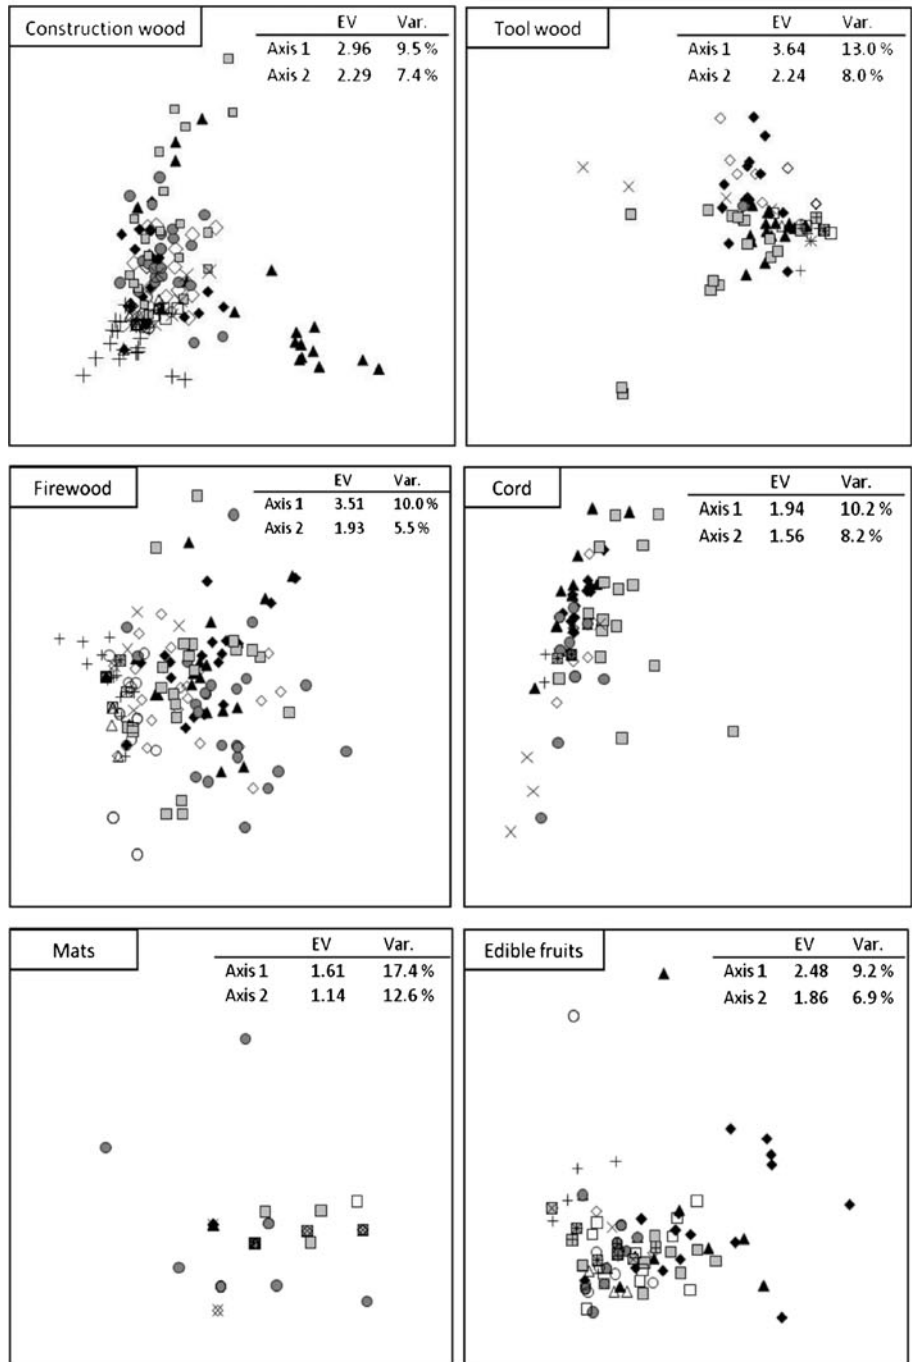 Construction wood
EV Var.
Axis 1 2.96 9.5 %
Axis 2 2.29 7.4 %
Tool wood
EV Var.
Axis 1 3.64 13.0 %
Axis 2 2.24 8.0 %
Firewood
EV Var.
Axis 1 3.51 10.0 %
Axis 2 1.93 5.5 %
Cord
EV Var.
Axis 1 1.94 10.2 %
Axis 2 1.56 8.2 %
Mats
EV Var.
Axis 1 1.61 17.4 %
Axis 2 1.14 12.6 %
Edible fruits
EV Var.
Axis 1 2.48 9.2 %
Axis 2 1.86 6.9 %